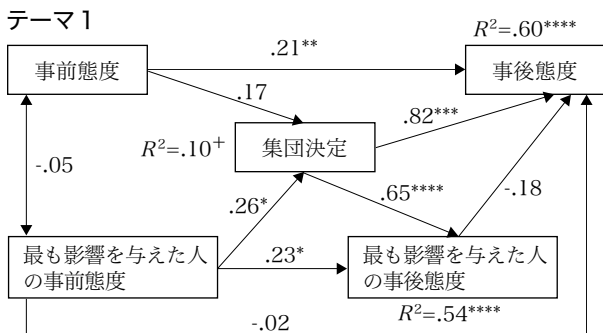 テーマ1
R²=.60****
.21**
事前態度
事後態度
.17
.82***
R²=.10⁺
集団決定
-.05
.65****
-.18
.26*
最も影響を与えた人
の事前態度
.23*
最も影響を与えた人
の事後態度
-.02
R²=.54****